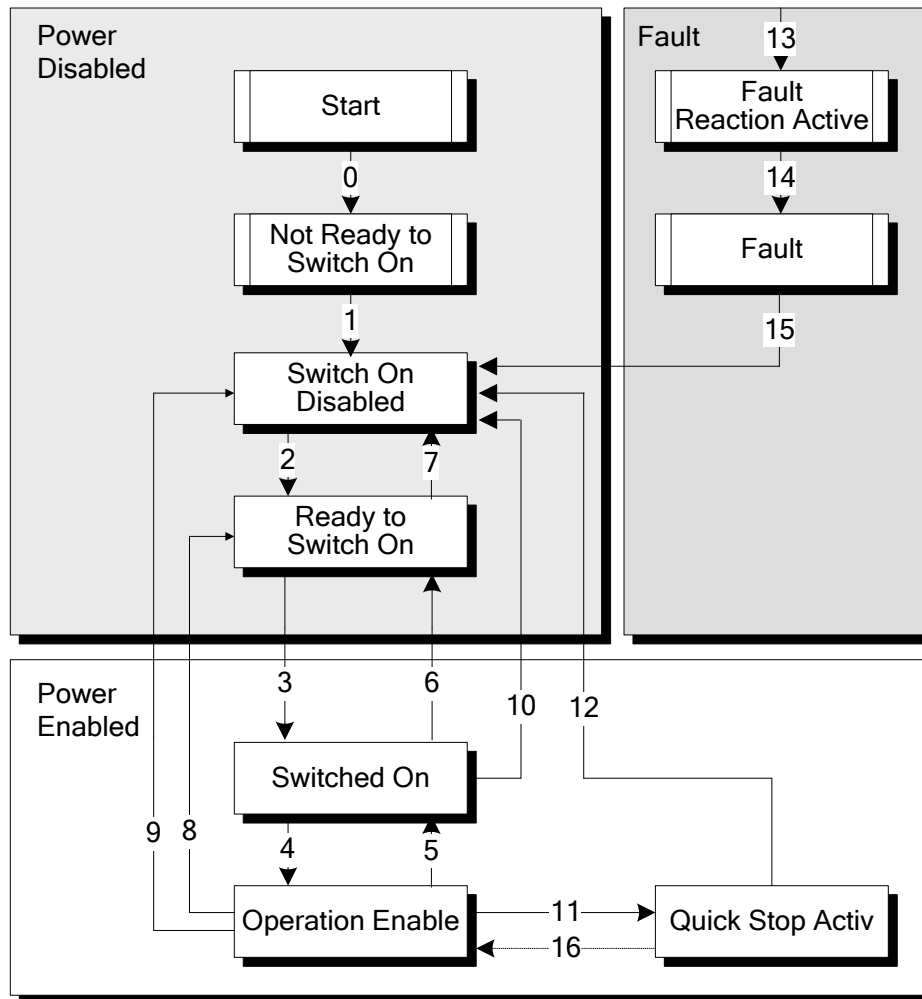 Power
Disabled
Start
0
Not Ready to
Switch On
1
Switch On
Disabled
2
7
Ready to
Switch On
Fault
13
Fault
Reaction Active
14
Fault
15
3
6
10
12
Power
Enabled
Switched On
9
8
4
5
Operation Enable
11
16
Quick Stop Activ